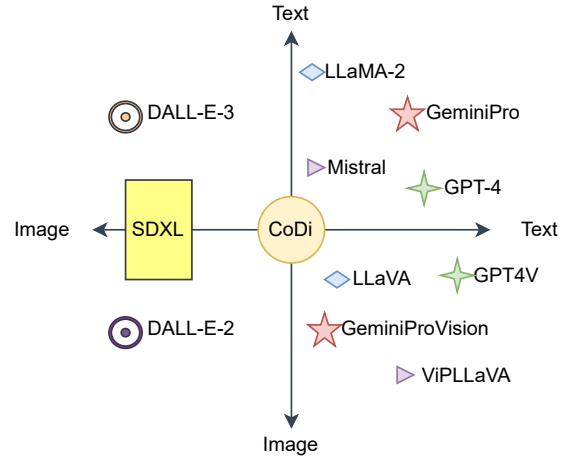 Text
LLaMA-2
DALL-E-3
GeminiPro
Mistral
GPT-4
Image
SDXL
CoDi
Text
LLaVA
GPT4V
DALL-E-2
GeminiProVision
ViPLLaVA
Image